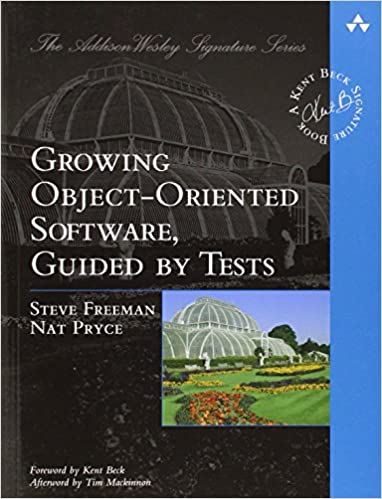 The Addison Wesley Signature Series
A KENT BECK SIGNATURE BOOK
Kent B
GROWING
OBJECT-ORIENTED
SOFTWARE,
GUIDED BY TESTS
STEVE FREEMAN
NAT PRYCE
Foreword by Kent Beck
Afterword by Tim Mackinnon